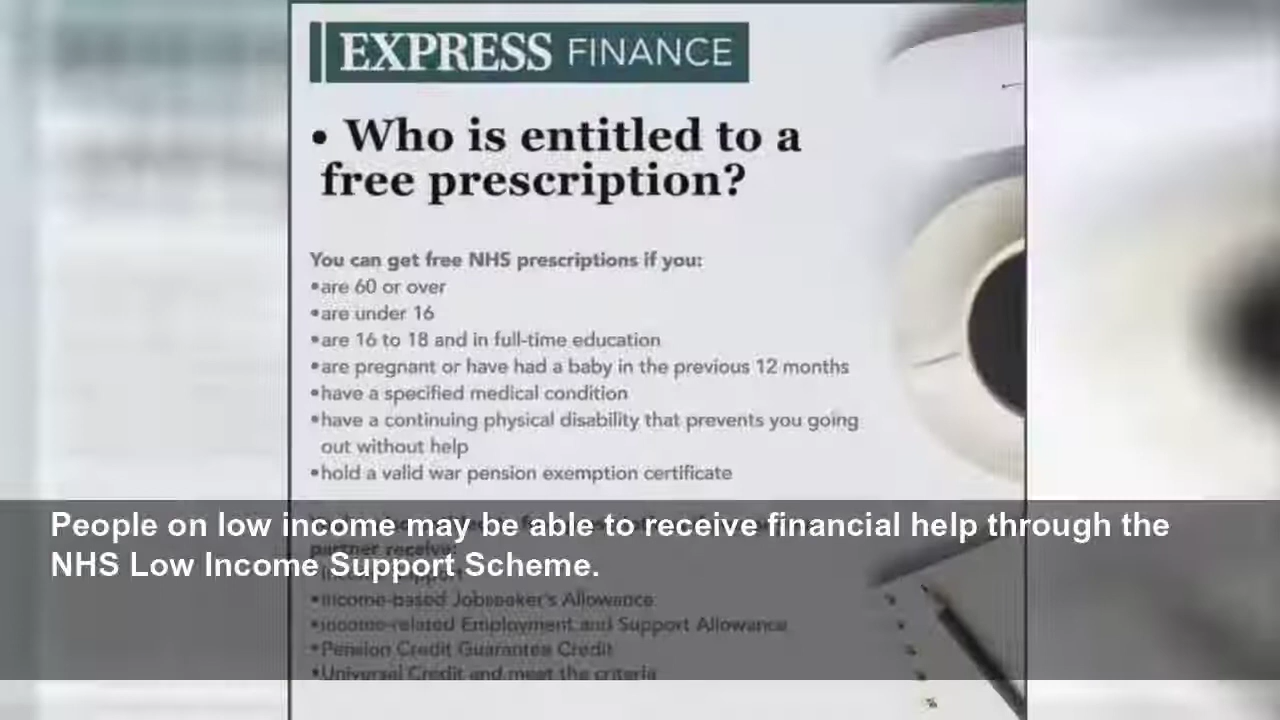 EXPRESS FINANCE
• Who is entitled to a
free prescription?
You can get free NHS prescriptions if you:
•are 60 or over
•are under 16
•are 16 to 18 and in full-time education
•are pregnant or have had a baby in the previous 12 months
•have a specified medical condition
•have a continuing physical disability that prevents you going
out without help
•hold a valid war pension exemption certificate
People on low income may be able to receive financial help through the
NHS Low Income Support Scheme.
partner receive:
•Income Support
•Income-based Jobseeker's Allowance
•Income-related Employment and Support Allowance
•Pension Credit Guarantee Credit
•Universal Credit and meet the criteria